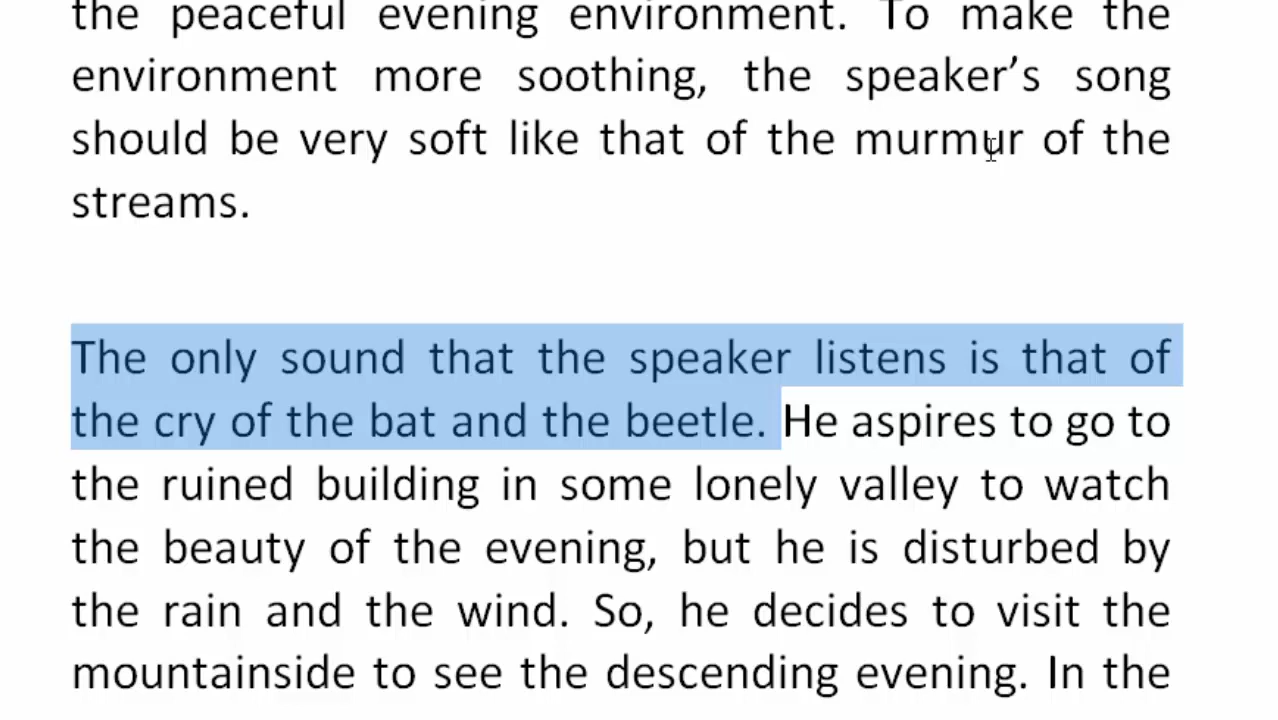 the peaceful evening environment. To make the
environment more soothing, the speaker’s song
should be very soft like that of the murmur of the
streams.
The only sound that the speaker listens is that of
the cry of the bat and the beetle. He aspires to go to
the ruined building in some lonely valley to watch
the beauty of the evening, but he is disturbed by
the rain and the wind. So, he decides to visit the
mountainside to see the descending evening. In the